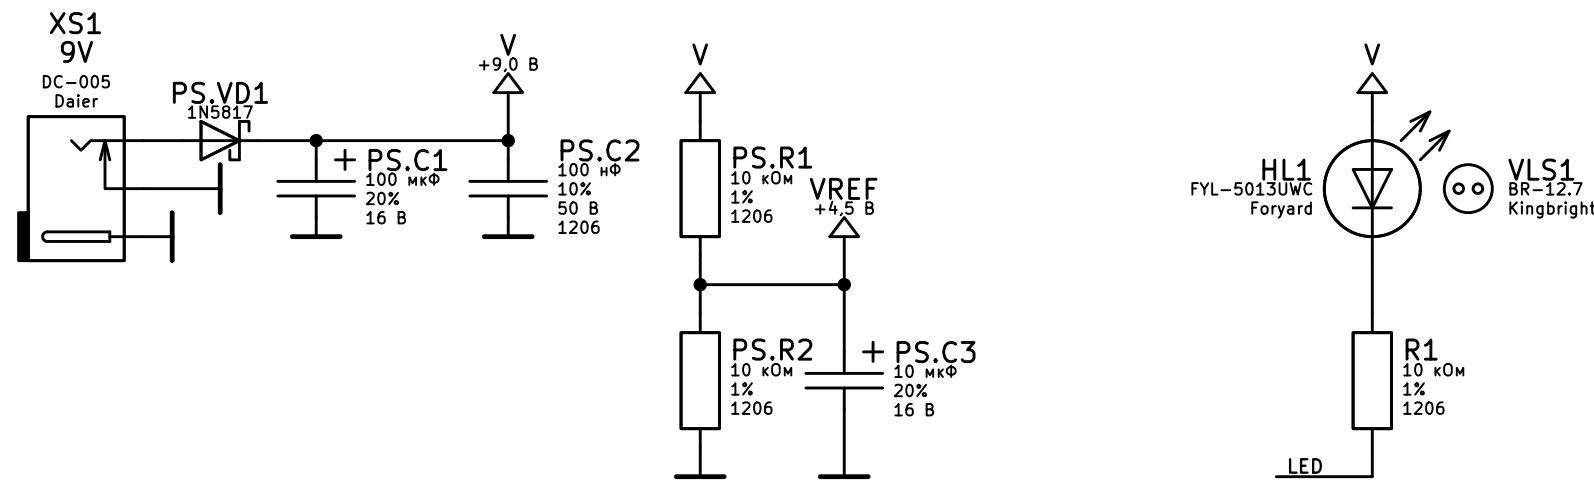 XS1
9V
DC-005
Daier
PS.VD1
1N5817
V
+9,0 В
+ PS.C1
100 мкФ
20%
16 В
PS.C2
100 нФ
10%
50 В
1206
V
PS.R1
10 кОм
1%
1206
VREF
+4,5 В
PS.R2
10 кОм
1%
1206
+ PS.C3
10 мкФ
20%
16 В
V
HL1
FYL-5013UWC
Foryard
VLS1
BR-12.7
Kingbright
R1
10 кОм
1%
1206
LED